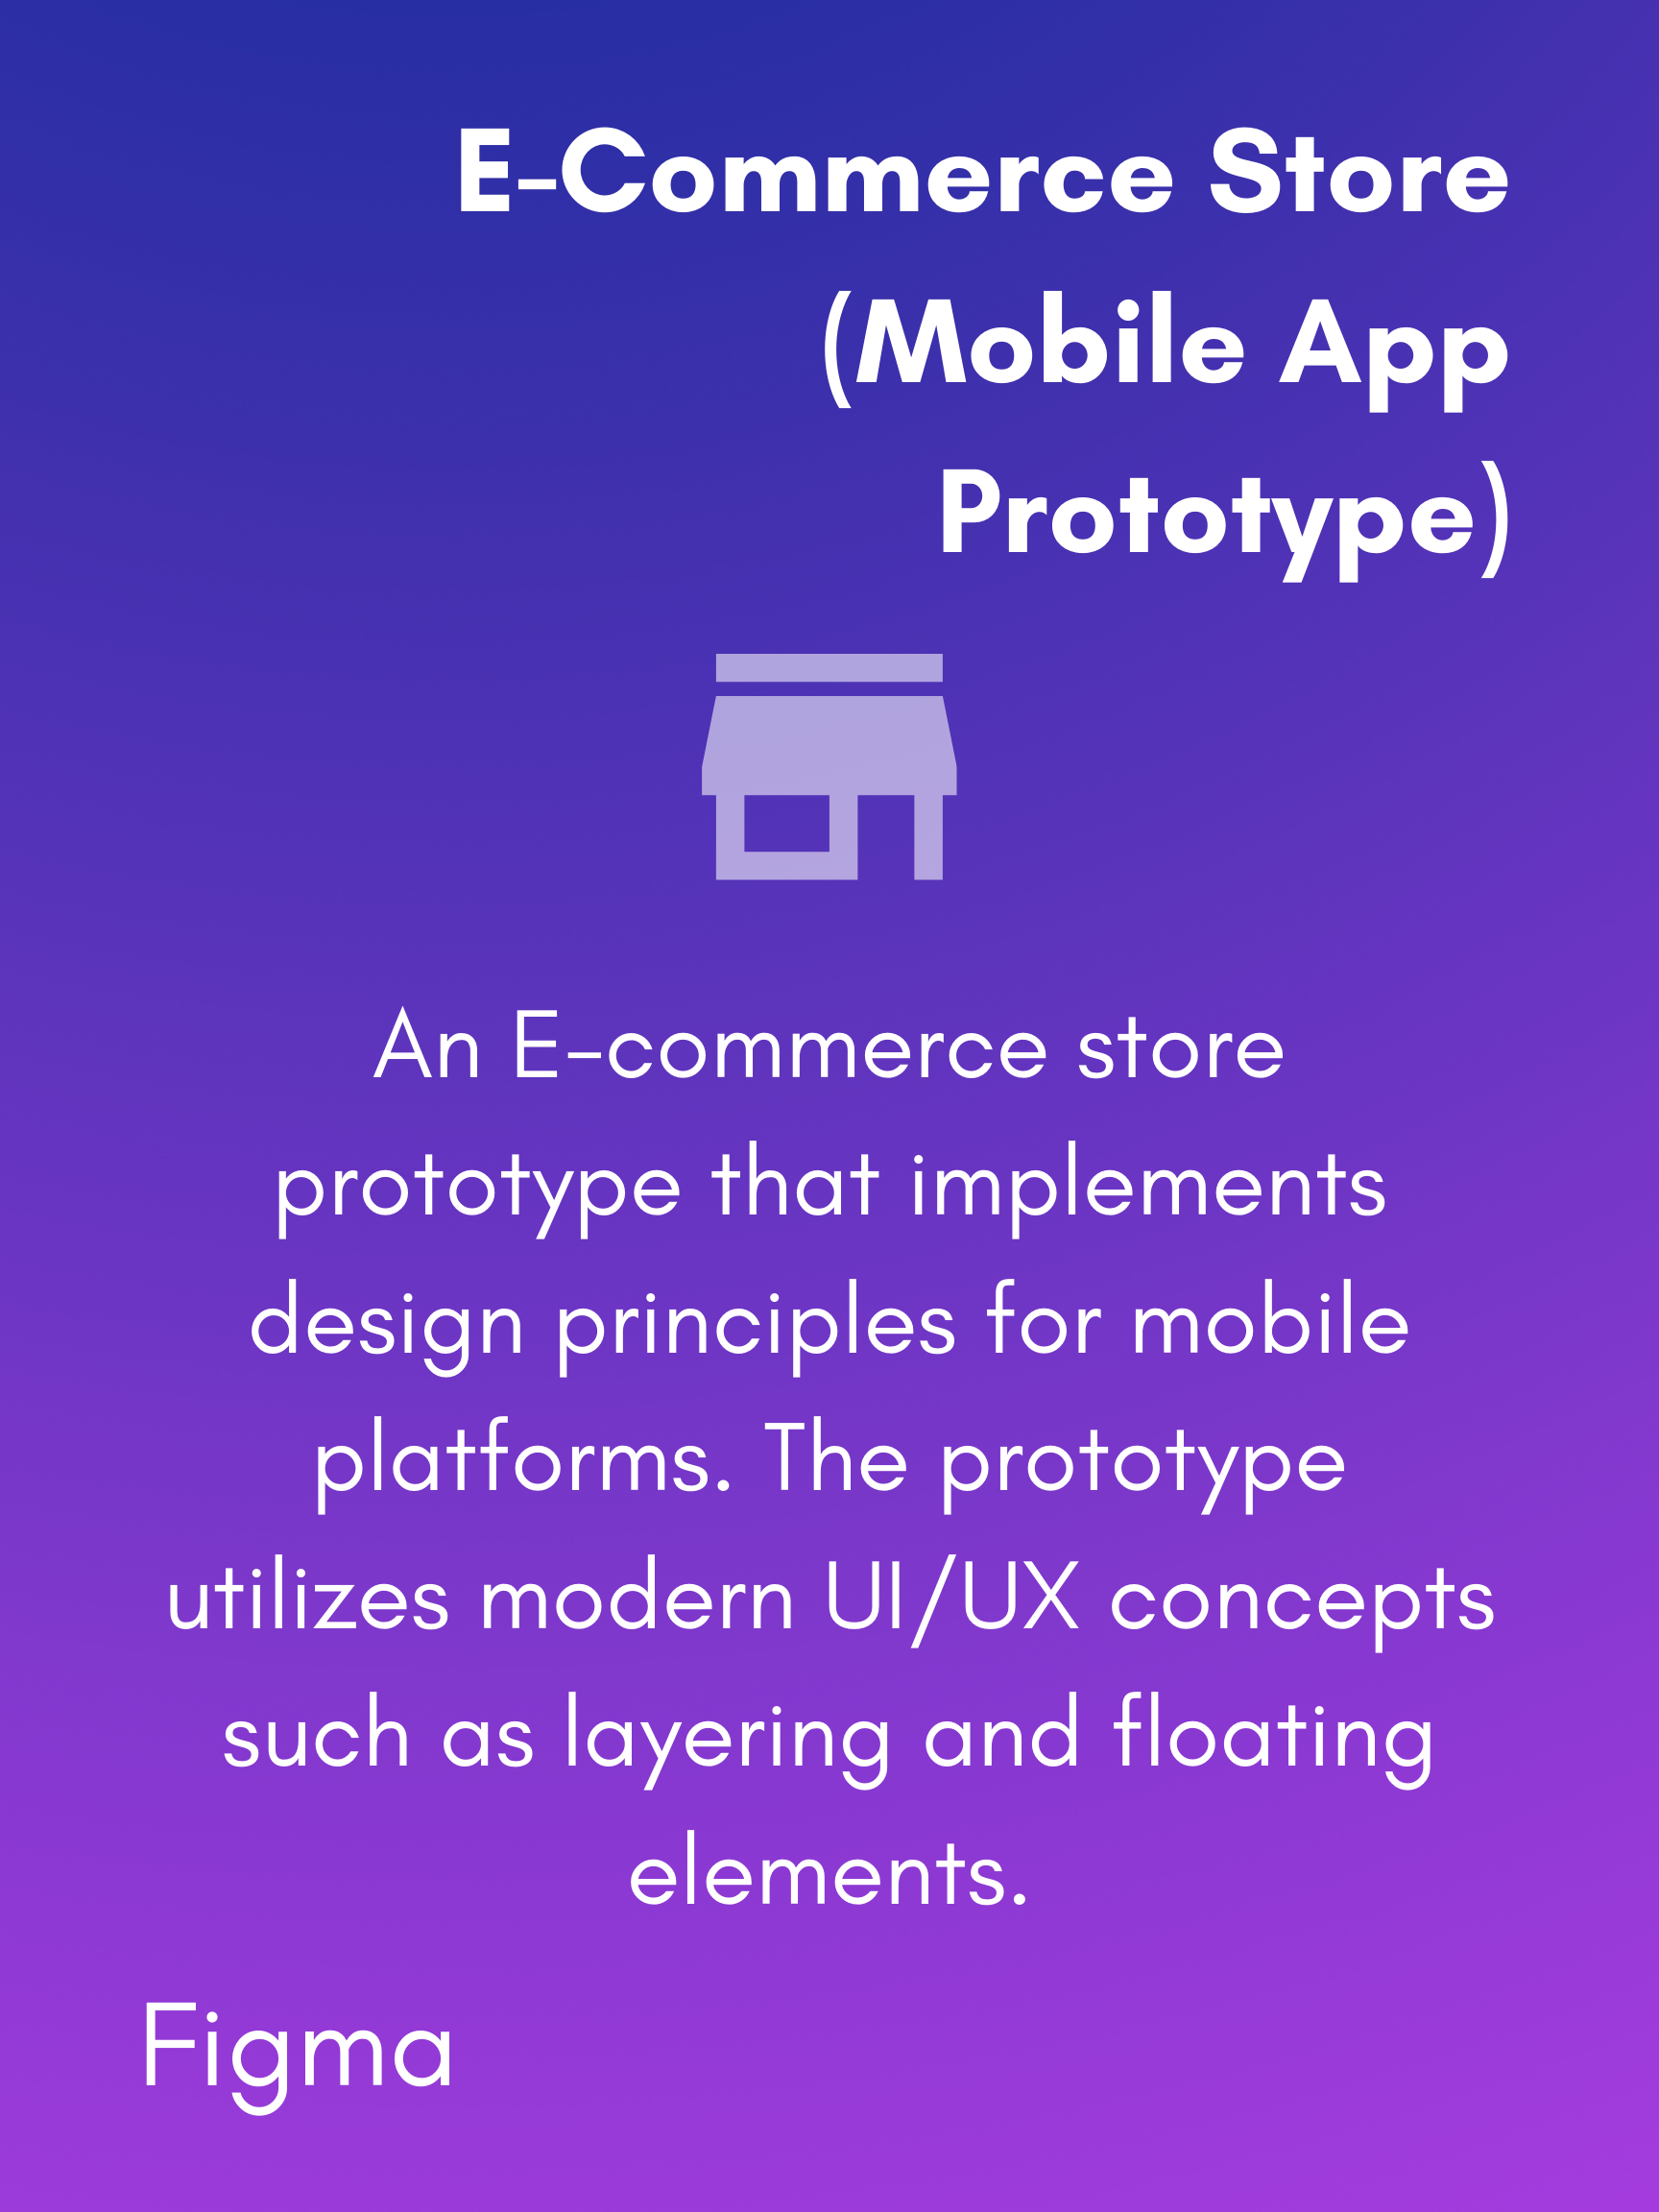 E-Commerce Store
(Mobile App
Prototype)
An E-commerce store
prototype that implements
design principles for mobile
platforms. The prototype
utilizes modern UI/UX concepts
such as layering and floating
elements.
Figma